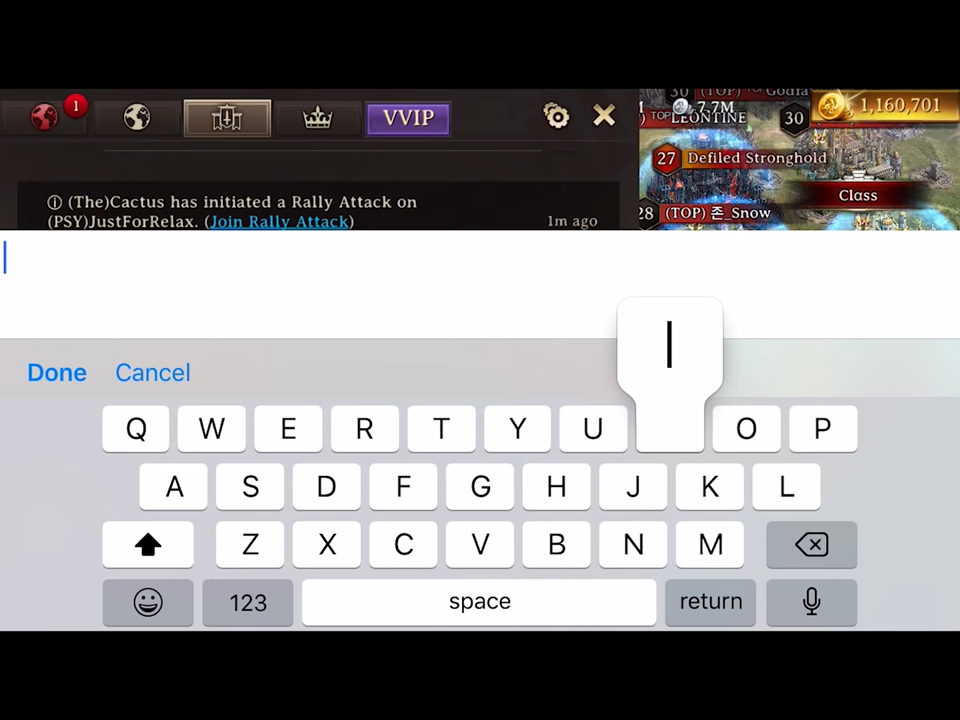 1
VVIP
(TOP) Godfa
30
1,160,701
7.7M
TOP LEONTINE
30
27 Defiled Stronghold
Class
28 (TOP) 존_Snow
ⓘ (The)Cactus has initiated a Rally Attack on
(PSY)JustForRelax. (Join Rally Attack)
1m ago
Done Cancel
I
Q W E R T Y U O P
A S D F G H J K L
Z X C V B N M
123 space return